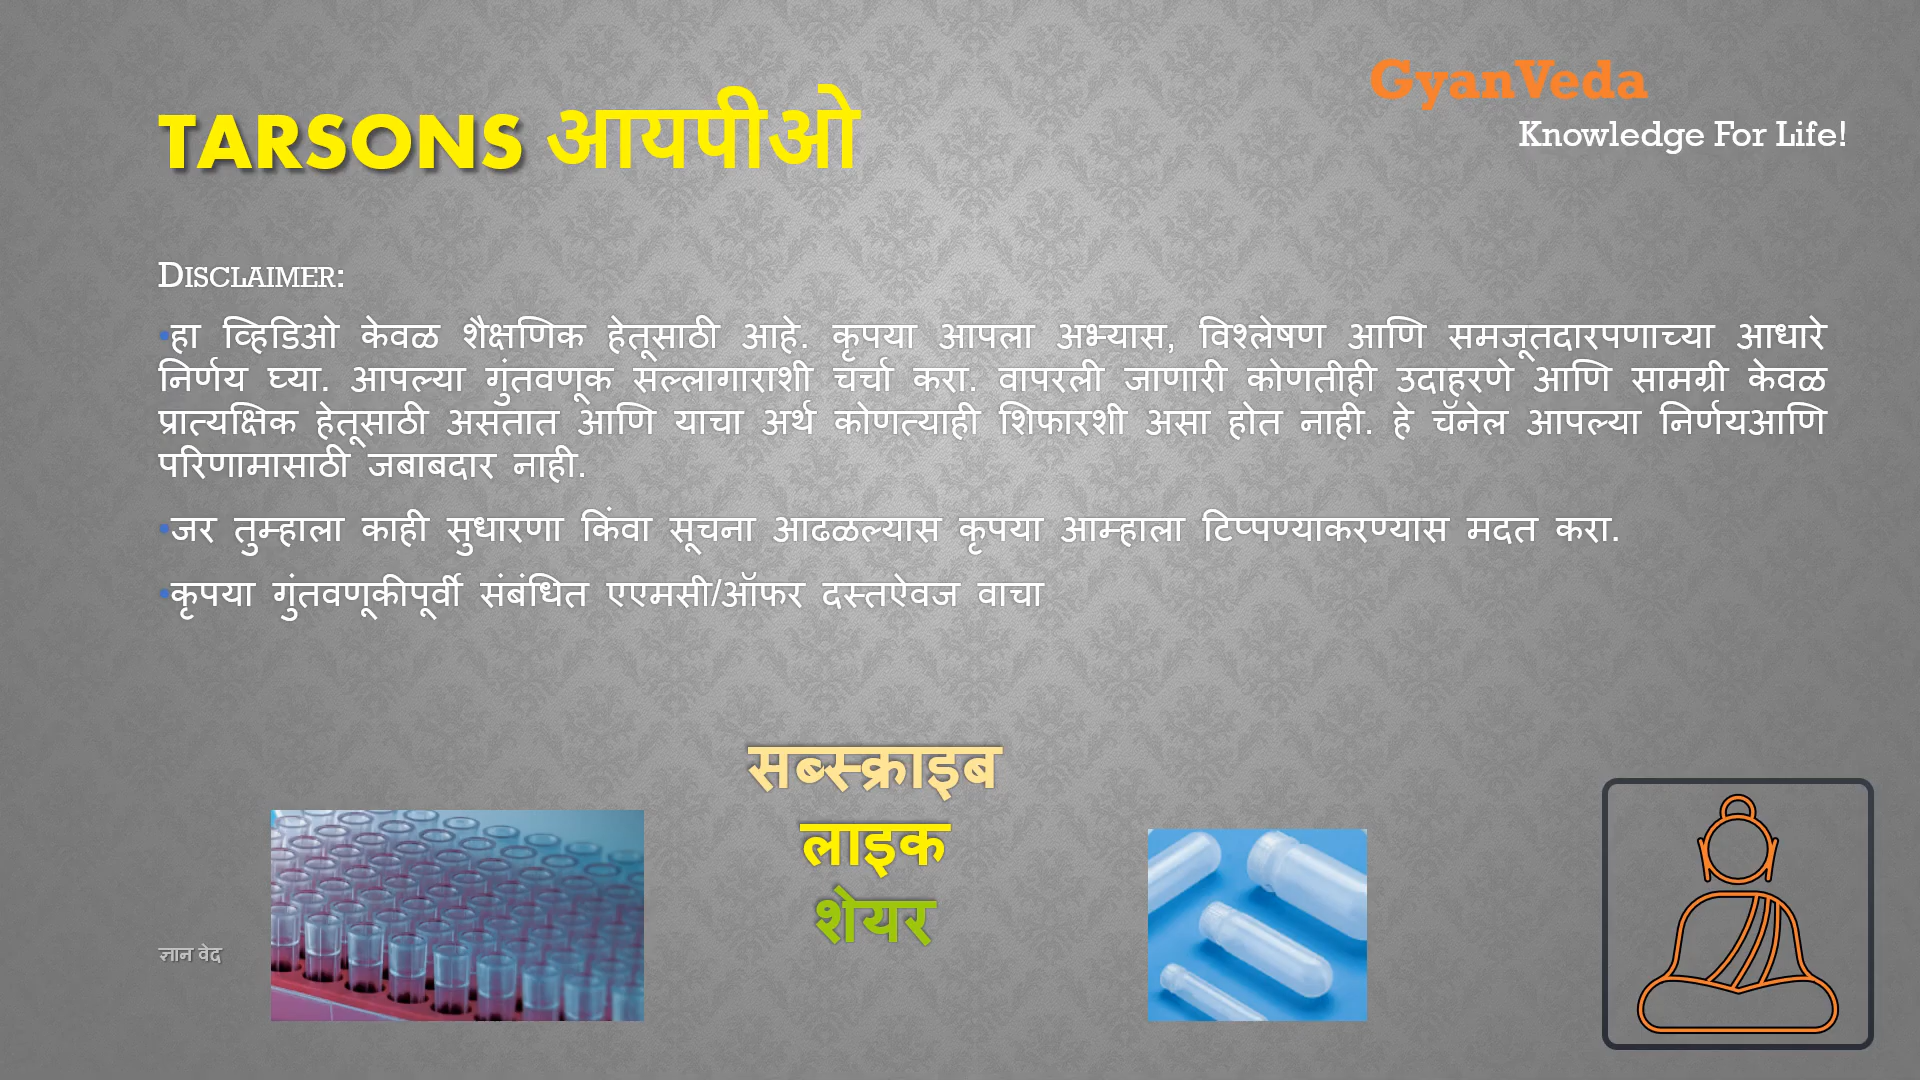 GyanVeda
Knowledge For Life!
TARSONS आयपीओ
DISCLAIMER:
•हा व्हिडिओ केवळ शैक्षणिक हेतूसाठी आहे. कृपया आपला अभ्यास, विश्लेषण आणि समजूतदारपणाच्या आधारे
निर्णय घ्या. आपल्या गुंतवणूक सल्लागाराशी चर्चा करा. वापरली जाणारी कोणतीही उदाहरणे आणि सामग्री केवळ
प्रात्यक्षिक हेतूसाठी असतात आणि याचा अर्थ कोणत्याही शिफारशी असा होत नाही. हे चॅनेल आपल्या निर्णयआणि
परिणामासाठी जबाबदार नाही.
•जर तुम्हाला काही सुधारणा किंवा सूचना आढळल्यास कृपया आम्हाला टिप्पण्याकरण्यास मदत करा.
•कृपया गुंतवणूकीपूर्वी संबंधित एएमसी/ऑफर दस्तऐवज वाचा
सब्स्क्राइब
लाइक
शेयर
ज्ञान वेद